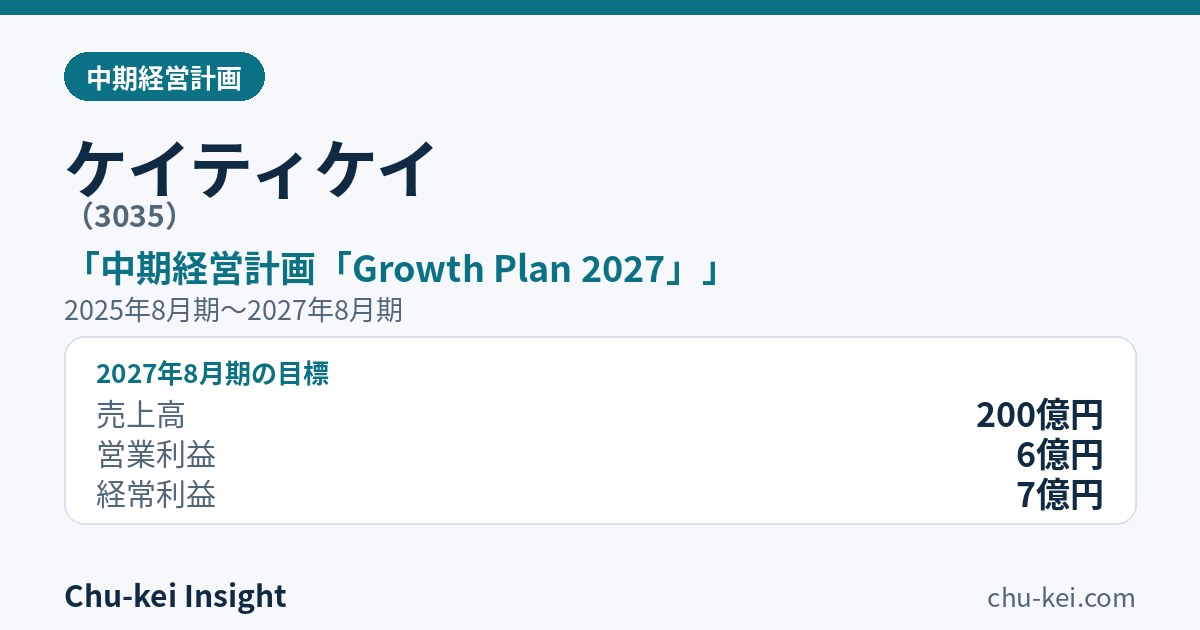 中期経営計画
ケイティケイ
（3035）
「中期経営計画「Growth Plan 2027」」
2025年8月期～2027年8月期
2027年8月期の目標
売上高 200億円
営業利益 6億円
経常利益 7億円
Chu-kei Insight chu-kei.com